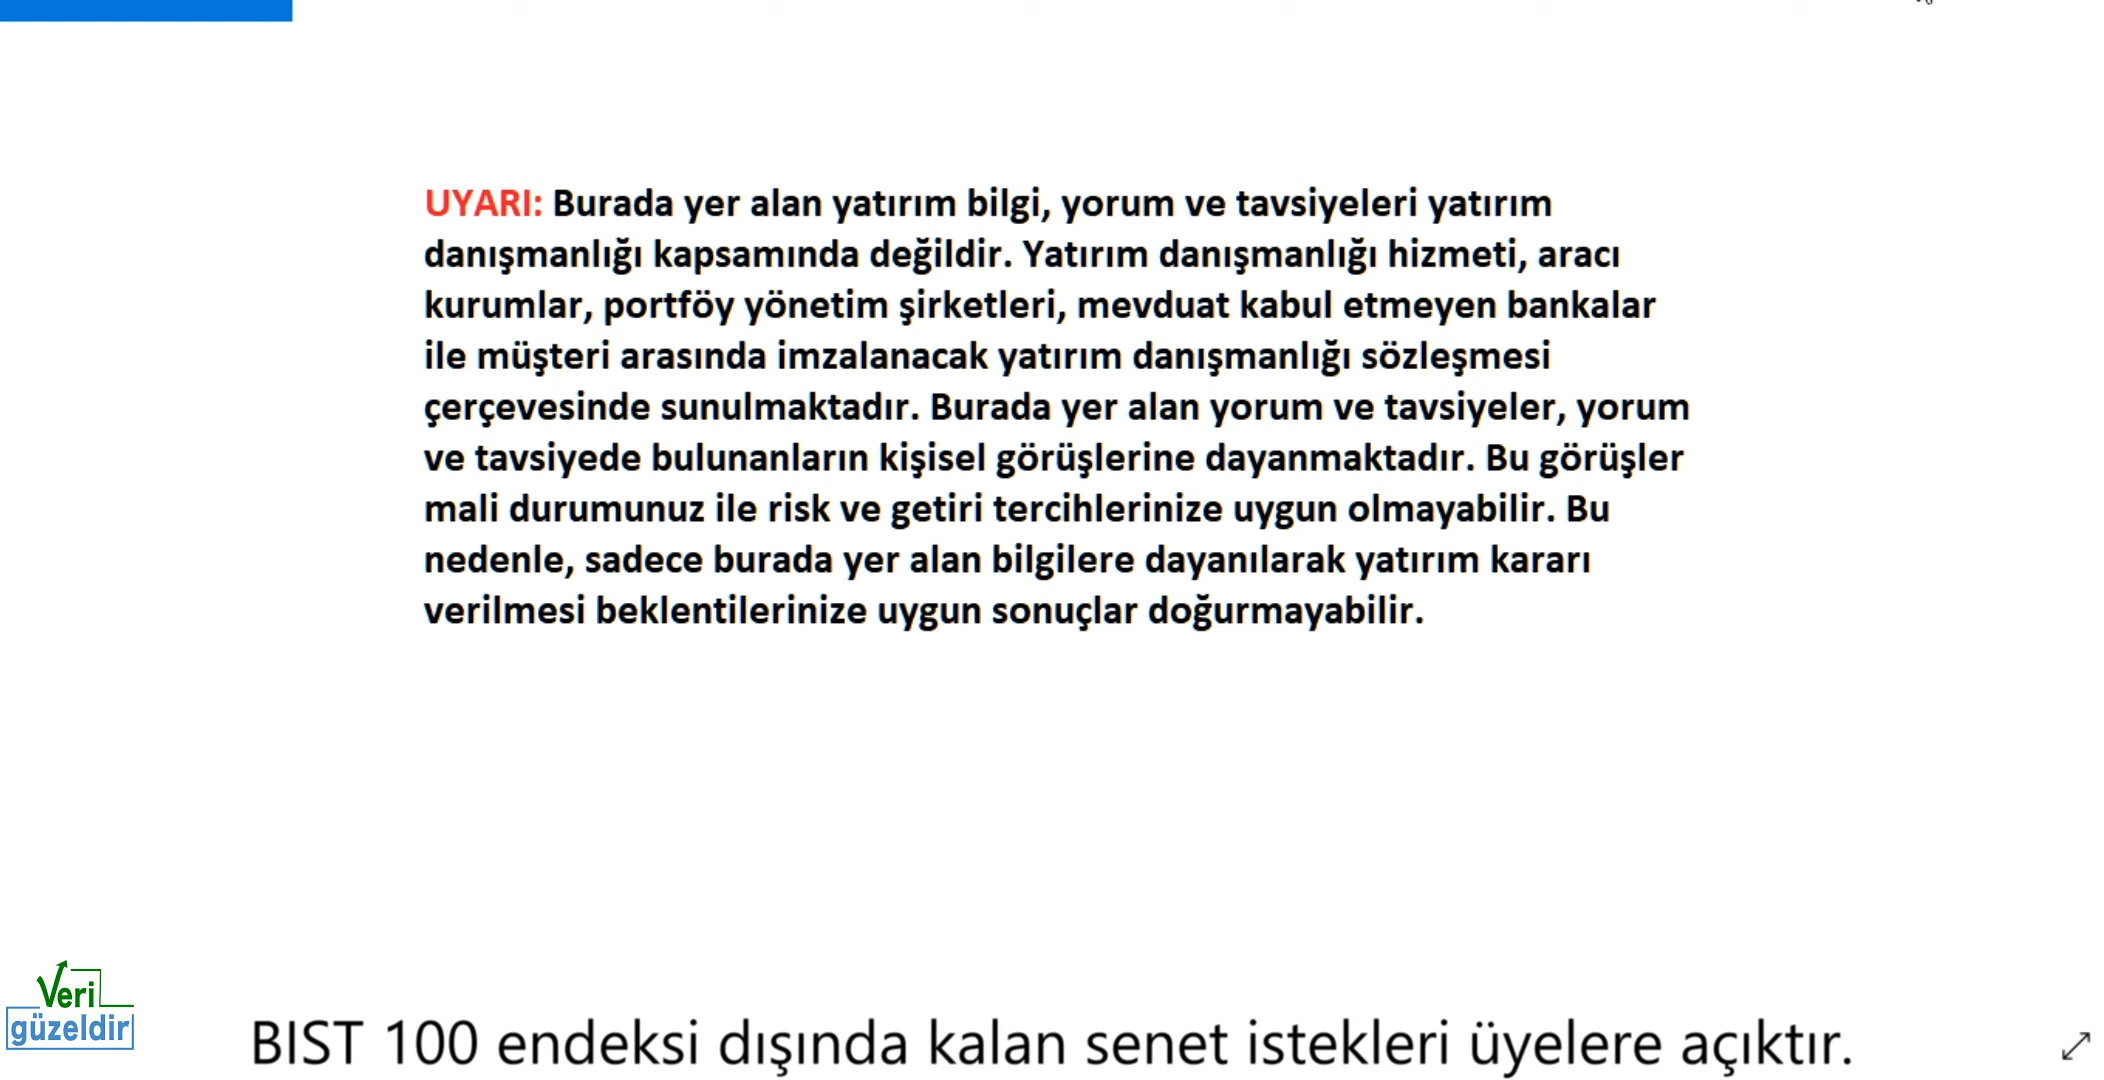 UYARI: Burada yer alan yatırım bilgi, yorum ve tavsiyeleri yatırım
danışmanlığı kapsamında değildir. Yatırım danışmanlığı hizmeti, aracı
kurumlar, portföy yönetim şirketleri, mevduat kabul etmeyen bankalar
ile müşteri arasında imzalanacak yatırım danışmanlığı sözleşmesi
çerçevesinde sunulmaktadır. Burada yer alan yorum ve tavsiyeler, yorum
ve tavsiyede bulunanların kişisel görüşlerine dayanmaktadır. Bu görüşler
mali durumunuz ile risk ve getiri tercihlerinize uygun olmayabilir. Bu
nedenle, sadece burada yer alan bilgilere dayanılarak yatırım kararı
verilmesi beklentilerinize uygun sonuçlar doğurmayabilir.
Veri
güzeldir
BIST 100 endeksi dışında kalan senet istekleri üyelere açıktır.